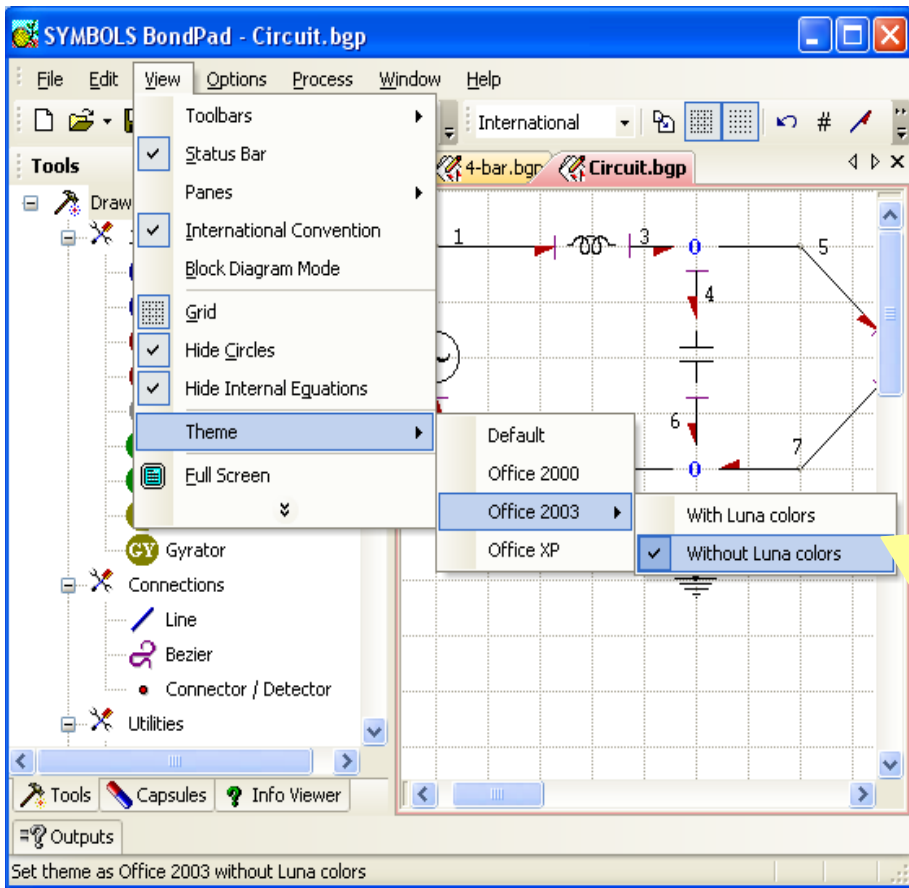 SYMBOLS BondPad - Circuit.bgp
File Edit View Options Process Window Help
International #
Toolbars
Status Bar
Panes
International Convention
Block Diagram Mode
Grid
Hide Circles
Hide Internal Equations
Theme
Full Screen
Default
Office 2000
Office 2003
Office XP
With Luna colors
Without Luna colors
Tools
Draw
GY Gyrator
Connections
Line
Bezier
Connector / Detector
Utilities
4-bar.bgp Circuit.bgp
1 3 0 5
4
6 7
0
Tools Capsules Info Viewer
Outputs
Set theme as Office 2003 without Luna colors